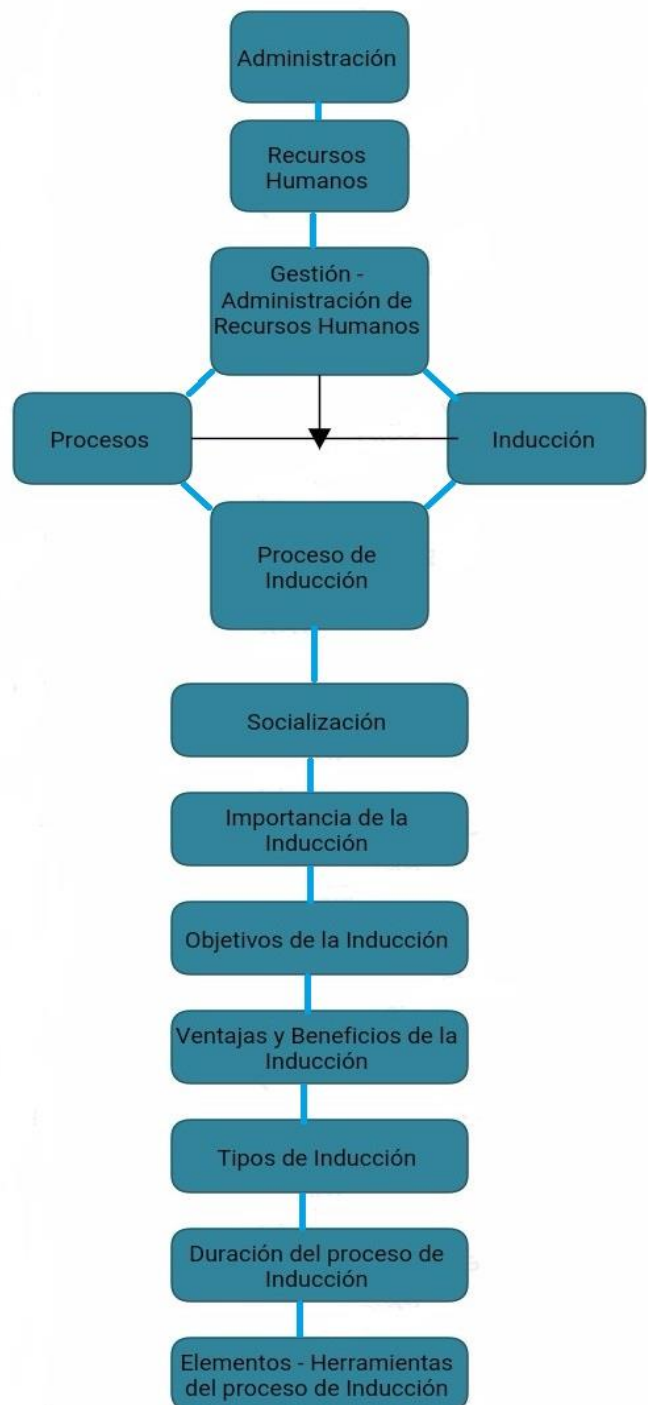 Administración
Recursos
Humanos
Gestión -
Administración de
Recursos Humanos
Procesos
Inducción
Proceso de
Inducción
Socialización
Importancia de la
Inducción
Objetivos de la Inducción
Ventajas y Beneficios de la
Inducción
Tipos de Inducción
Duración del proceso de
Inducción
Elementos - Herramientas
del proceso de Inducción